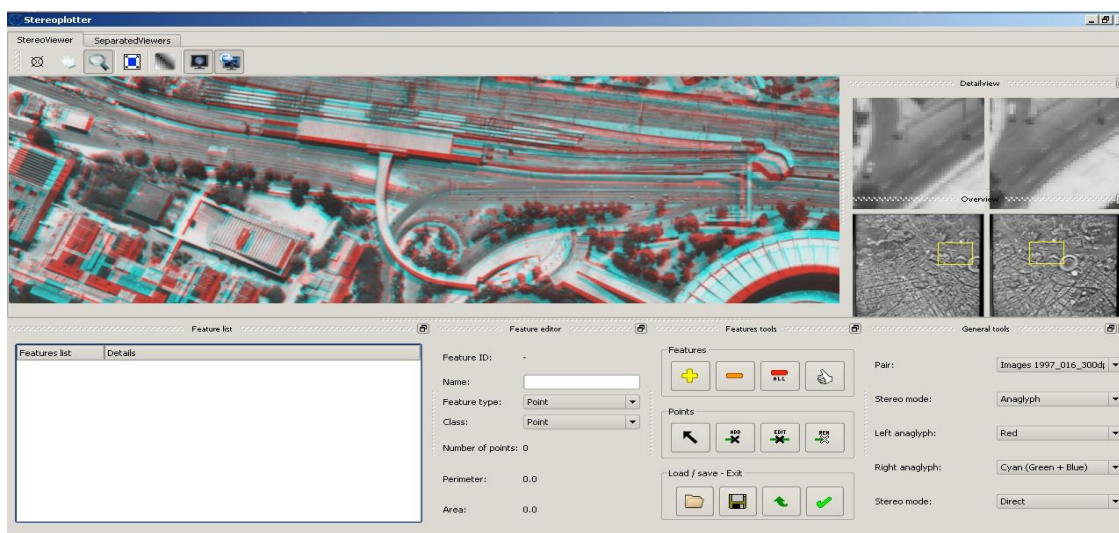 Stereoplotter
StereoViewer SeparatedViewers
Detailview
Overview
Feature list
Feature editor
Features tools
General tools
Features list Details
Feature ID: -
Name:
Feature type: Point
Class: Point
Number of points: 0
Perimeter: 0.0
Area: 0.0
Features
ALL
Points
ADD EDIT REM
Load / save - Exit
Pair: Images 1997_016_300d
Stereo mode: Anaglyph
Left anaglyph: Red
Right anaglyph: Cyan (Green + Blue)
Stereo mode: Direct